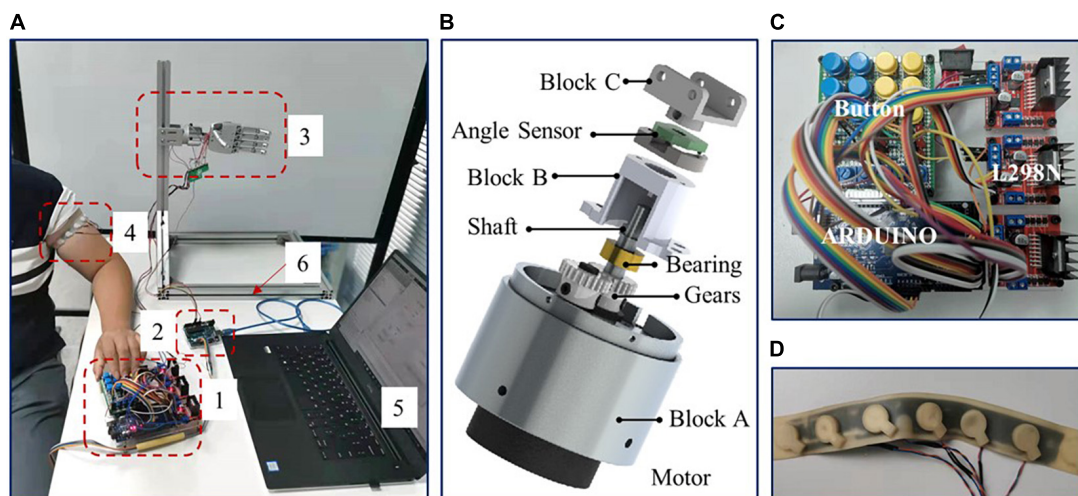 A
3
4
6
2
1
5
B
Block C
Angle Sensor
Block B
Shaft
Bearing
Gears
Block A
Motor
C
Button
L298N
ARDUINO
D